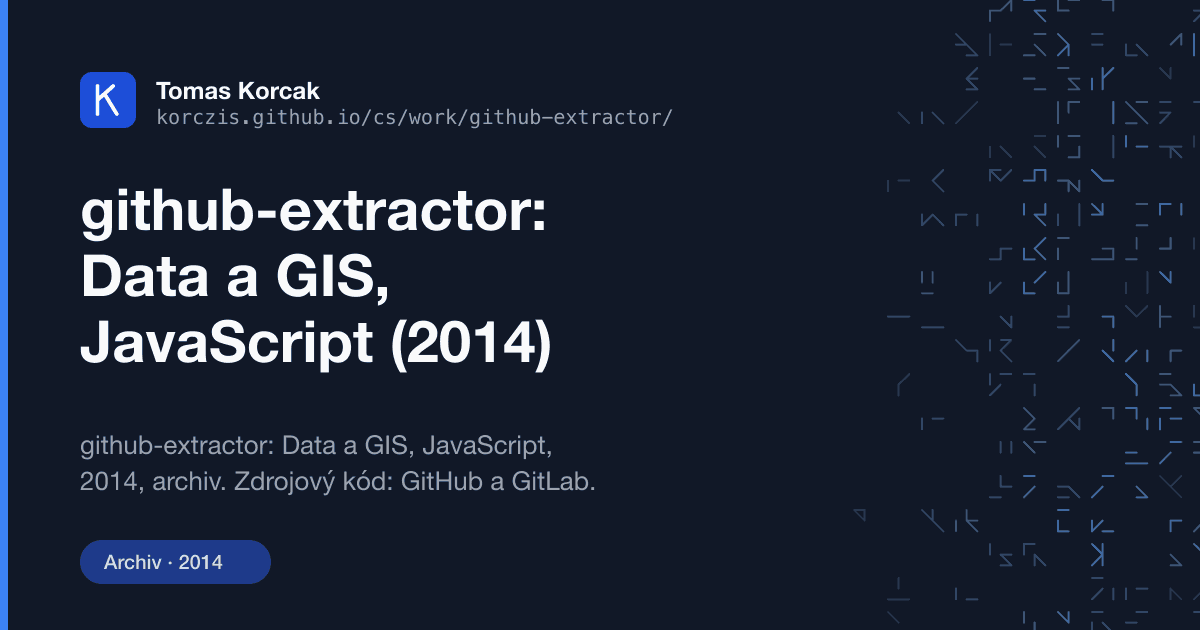 K
Tomas Korcak
korczis.github.io/cs/work/github-extractor/
github-extractor:
Data a GIS,
JavaScript (2014)
github-extractor: Data a GIS, JavaScript,
2014, archiv. Zdrojový kód: GitHub a GitLab.
Archiv · 2014